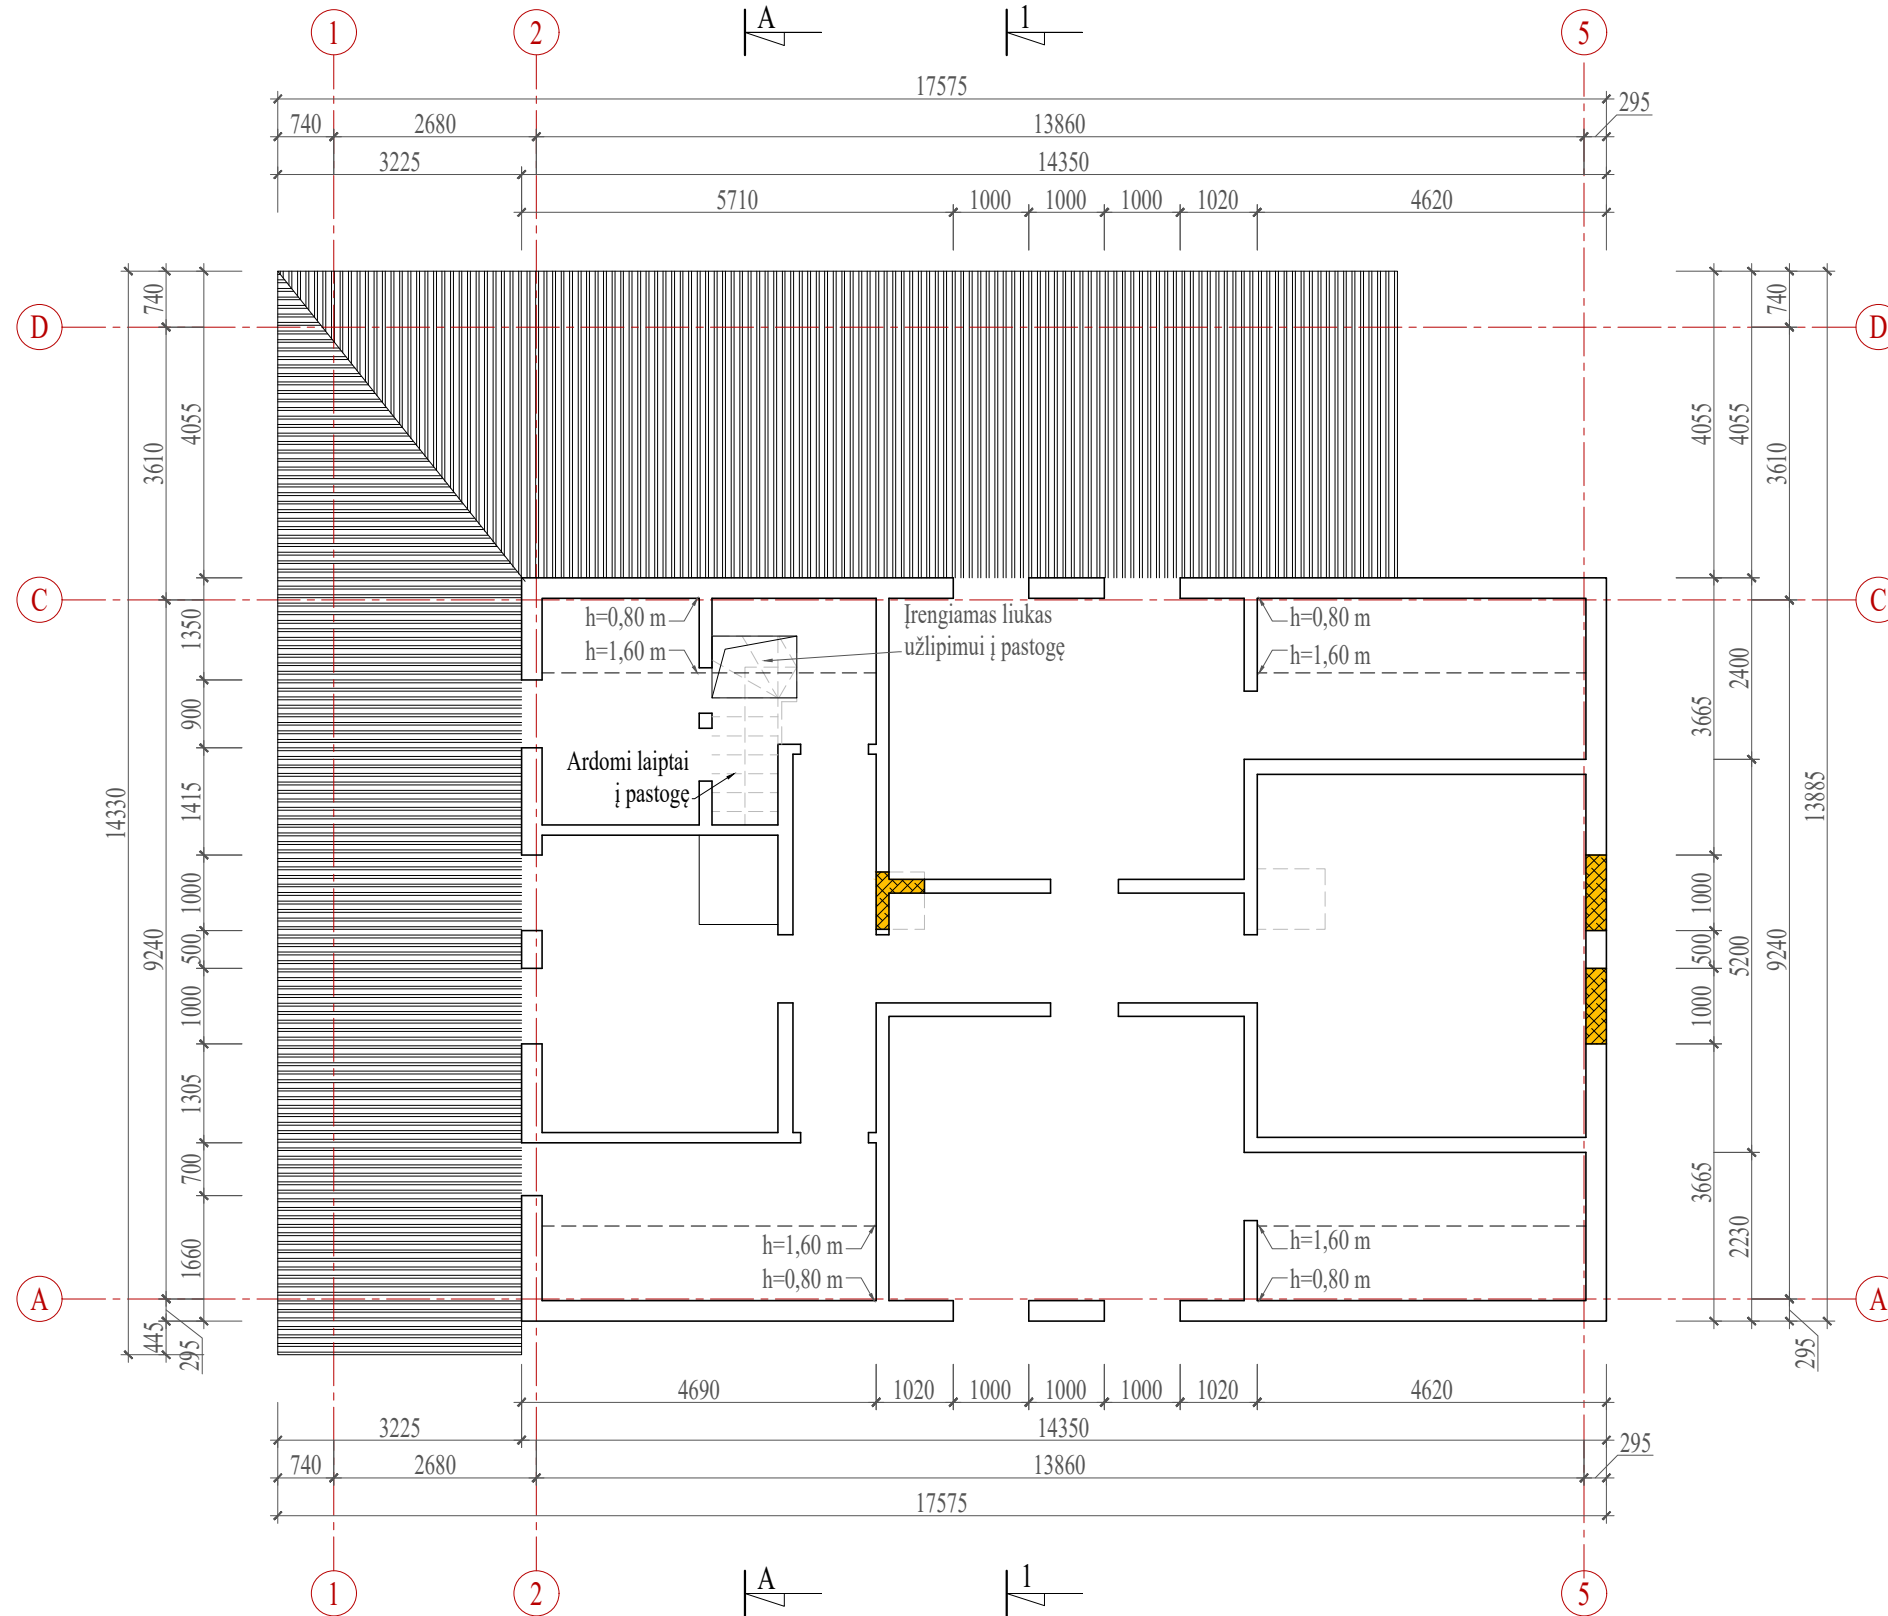 A 1
1 2 5
17575
740 2680 13860 295
3225 14350
5710 1000 1000 1000 1020 4620
D D
C C
A A
14330
740 3610 9240 445 295
4055 1350 900 1415 1000 500 1000 1305 700 1660
h=0,80 m
h=1,60 m
Įrengiamas liukas
užlipimui į pastogę
Ardomi laiptai
į pastogę
h=0,80 m
h=1,60 m
h=1,60 m
h=0,80 m
h=1,60 m
h=0,80 m
4055 3665 1000 500 1000 3665
4055 2400 5200 2230
740 3610 9240 295
13885
4690 1020 1000 1000 1000 1020 4620
3225 14350
740 2680 13860 295
17575
1 2 5
A 1